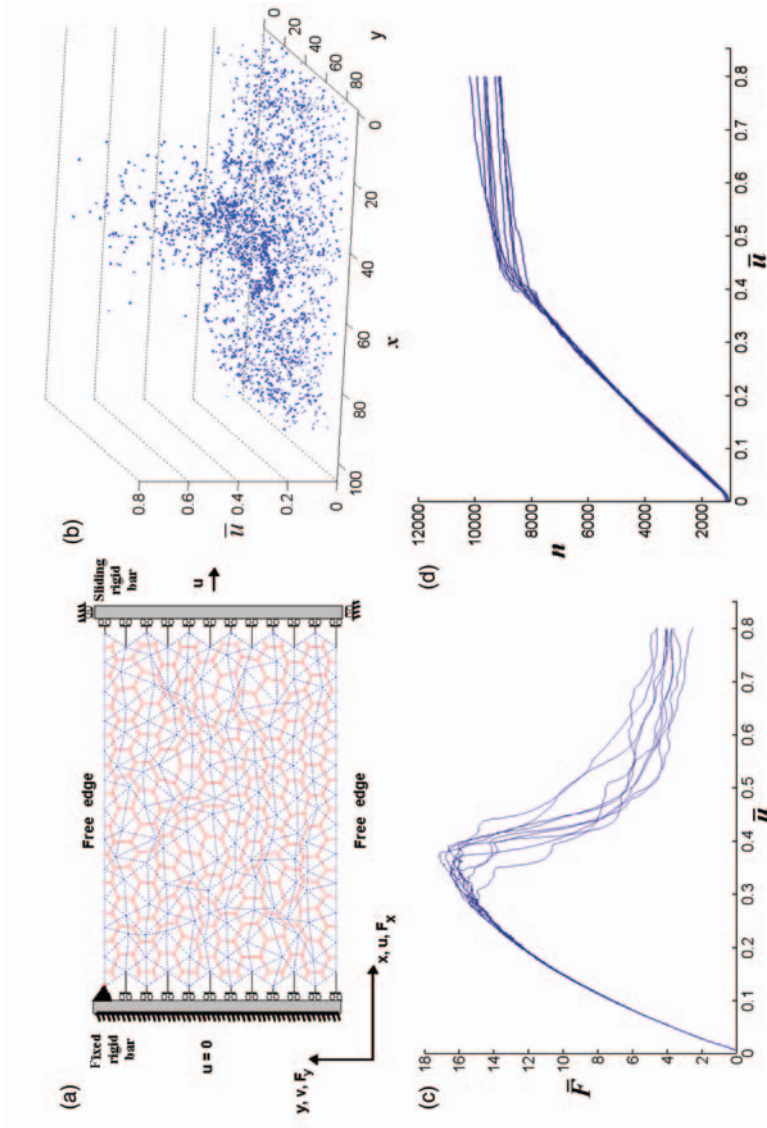 (a)
Fixed
rigid
bar
Free edge
Sliding
rigid
bar
u
u = 0
Free edge
y, v, F_y
x, u, F_x
(b)
ū
0.8
0.6
0.4
0.2
0
100
80
60
40
20
0
x
0
20
40
60
80
y
(c)
F̄
18
16
14
12
10
8
6
4
2
0
0.1
0.2
0.3
0.4
0.5
0.6
0.7
0.8
ū
(d)
n
12000
10000
8000
6000
4000
2000
0
0.1
0.2
0.3
0.4
0.5
0.6
0.7
0.8
ū